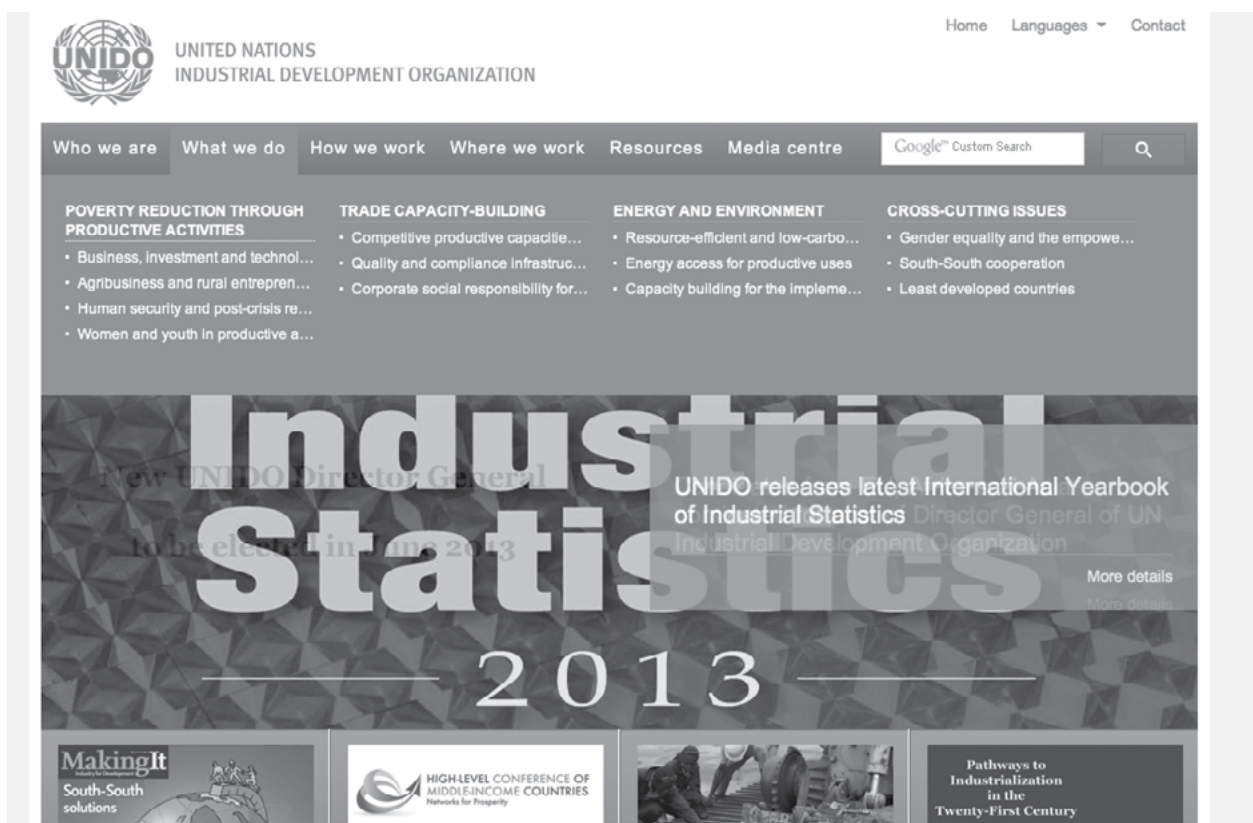 Home Languages Contact
UNIDO
UNITED NATIONS
INDUSTRIAL DEVELOPMENT ORGANIZATION
Who we are What we do How we work Where we work Resources Media centre Google™ Custom Search
POVERTY REDUCTION THROUGH
PRODUCTIVE ACTIVITIES
Business, investment and technol...
Agribusiness and rural entrepren...
Human security and post-crisis re...
Women and youth in productive a...
TRADE CAPACITY-BUILDING
Competitive productive capacitie...
Quality and compliance infrastruc...
Corporate social responsibility for...
ENERGY AND ENVIRONMENT
Resource-efficient and low-carbo...
Energy access for productive uses
Capacity building for the impleme...
CROSS-CUTTING ISSUES
Gender equality and the empowe...
South-South cooperation
Least developed countries
Industrial
Statistics
2013
New UNIDO Director General
to be elected in June 2013
UNIDO releases latest International Yearbook
of Industrial Statistics
Director General of UN
Industrial Development Organization
More details
More details
MakingIt
Industry for Development
South-South
solutions
HIGH-LEVEL CONFERENCE OF
MIDDLE-INCOME COUNTRIES
Networks for Prosperity
Pathways to
Industrialization
in the
Twenty-First Century